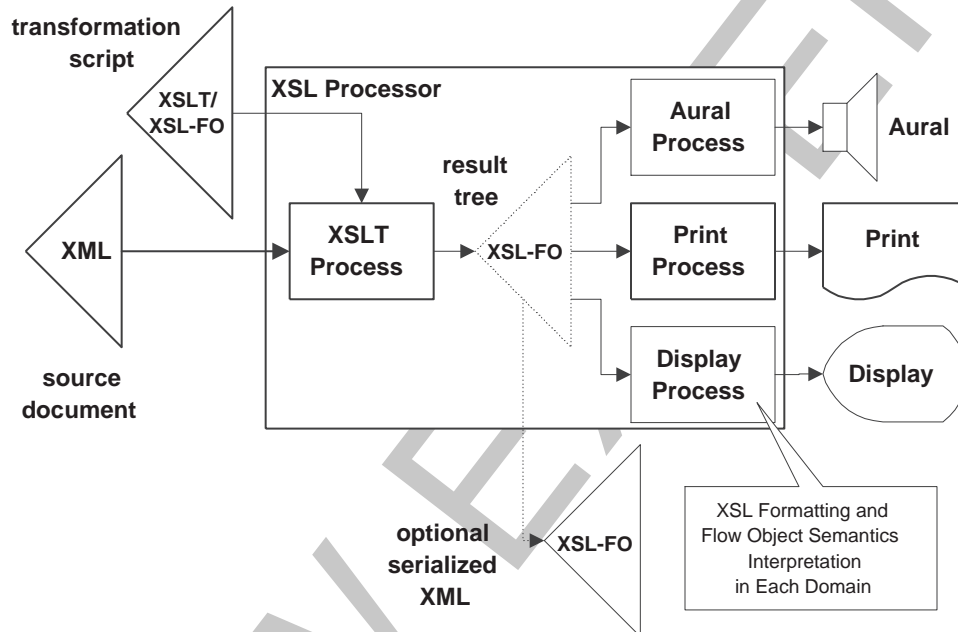 transformation
script
XSLT/
XSL-FO
XSL Processor
Aural
Process
Aural
result
tree
XML
XSLT
Process
XSL-FO
Print
Process
Print
source
document
Display
Process
Display
optional
serialized
XML
XSL-FO
XSL Formatting and
Flow Object Semantics
Interpretation
in Each Domain